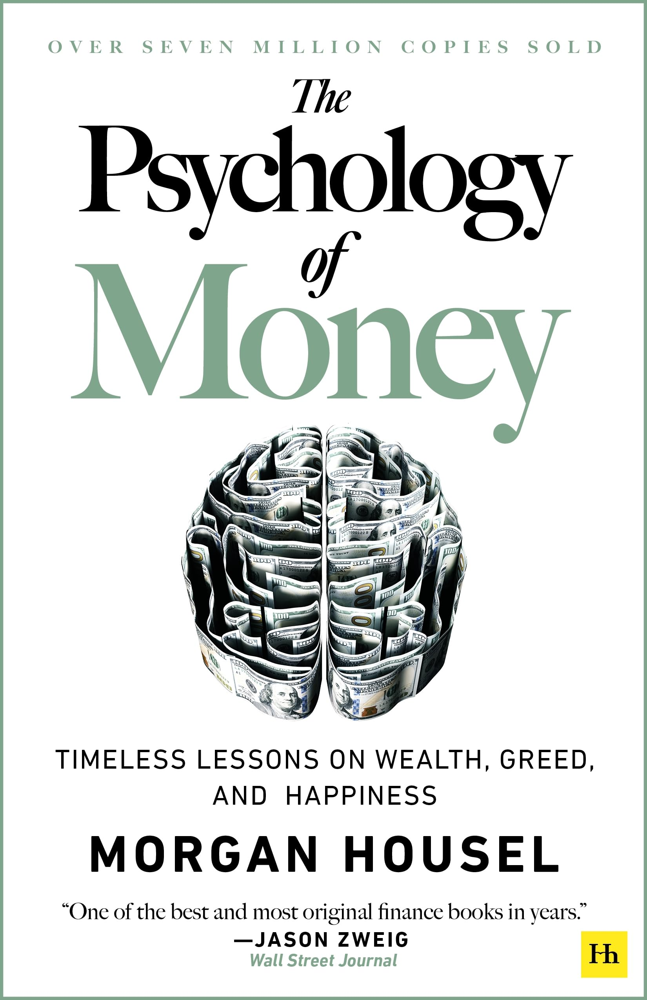 OVER SEVEN MILLION COPIES SOLD
The
Psychology
of
Money
TIMELESS LESSONS ON WEALTH, GREED,
AND HAPPINESS
MORGAN HOUSEL
“One of the best and most original finance books in years.”
—JASON ZWEIG
Wall Street Journal
Hh